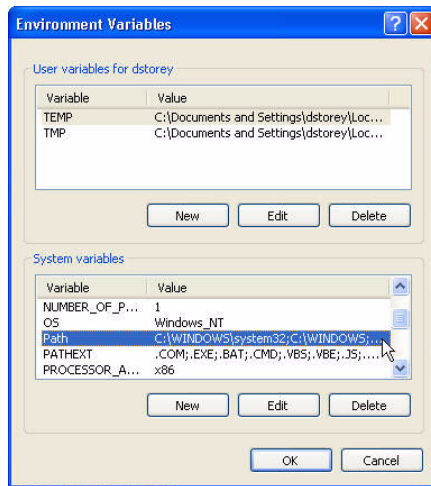 Environment Variables
User variables for dstorey
Variable Value
TEMP C:\Documents and Settings\dstorey\Loc...
TMP C:\Documents and Settings\dstorey\Loc...
New Edit Delete
System variables
Variable Value
NUMBER_OF_P... 1
OS Windows_NT
Path C:\WINDOWS\system32;C:\WINDOWS;...
PATHEXT .COM;.EXE;.BAT;.CMD;.VBS;.VBE;.JS;....
PROCESSOR_A... x86
New Edit Delete
OK Cancel